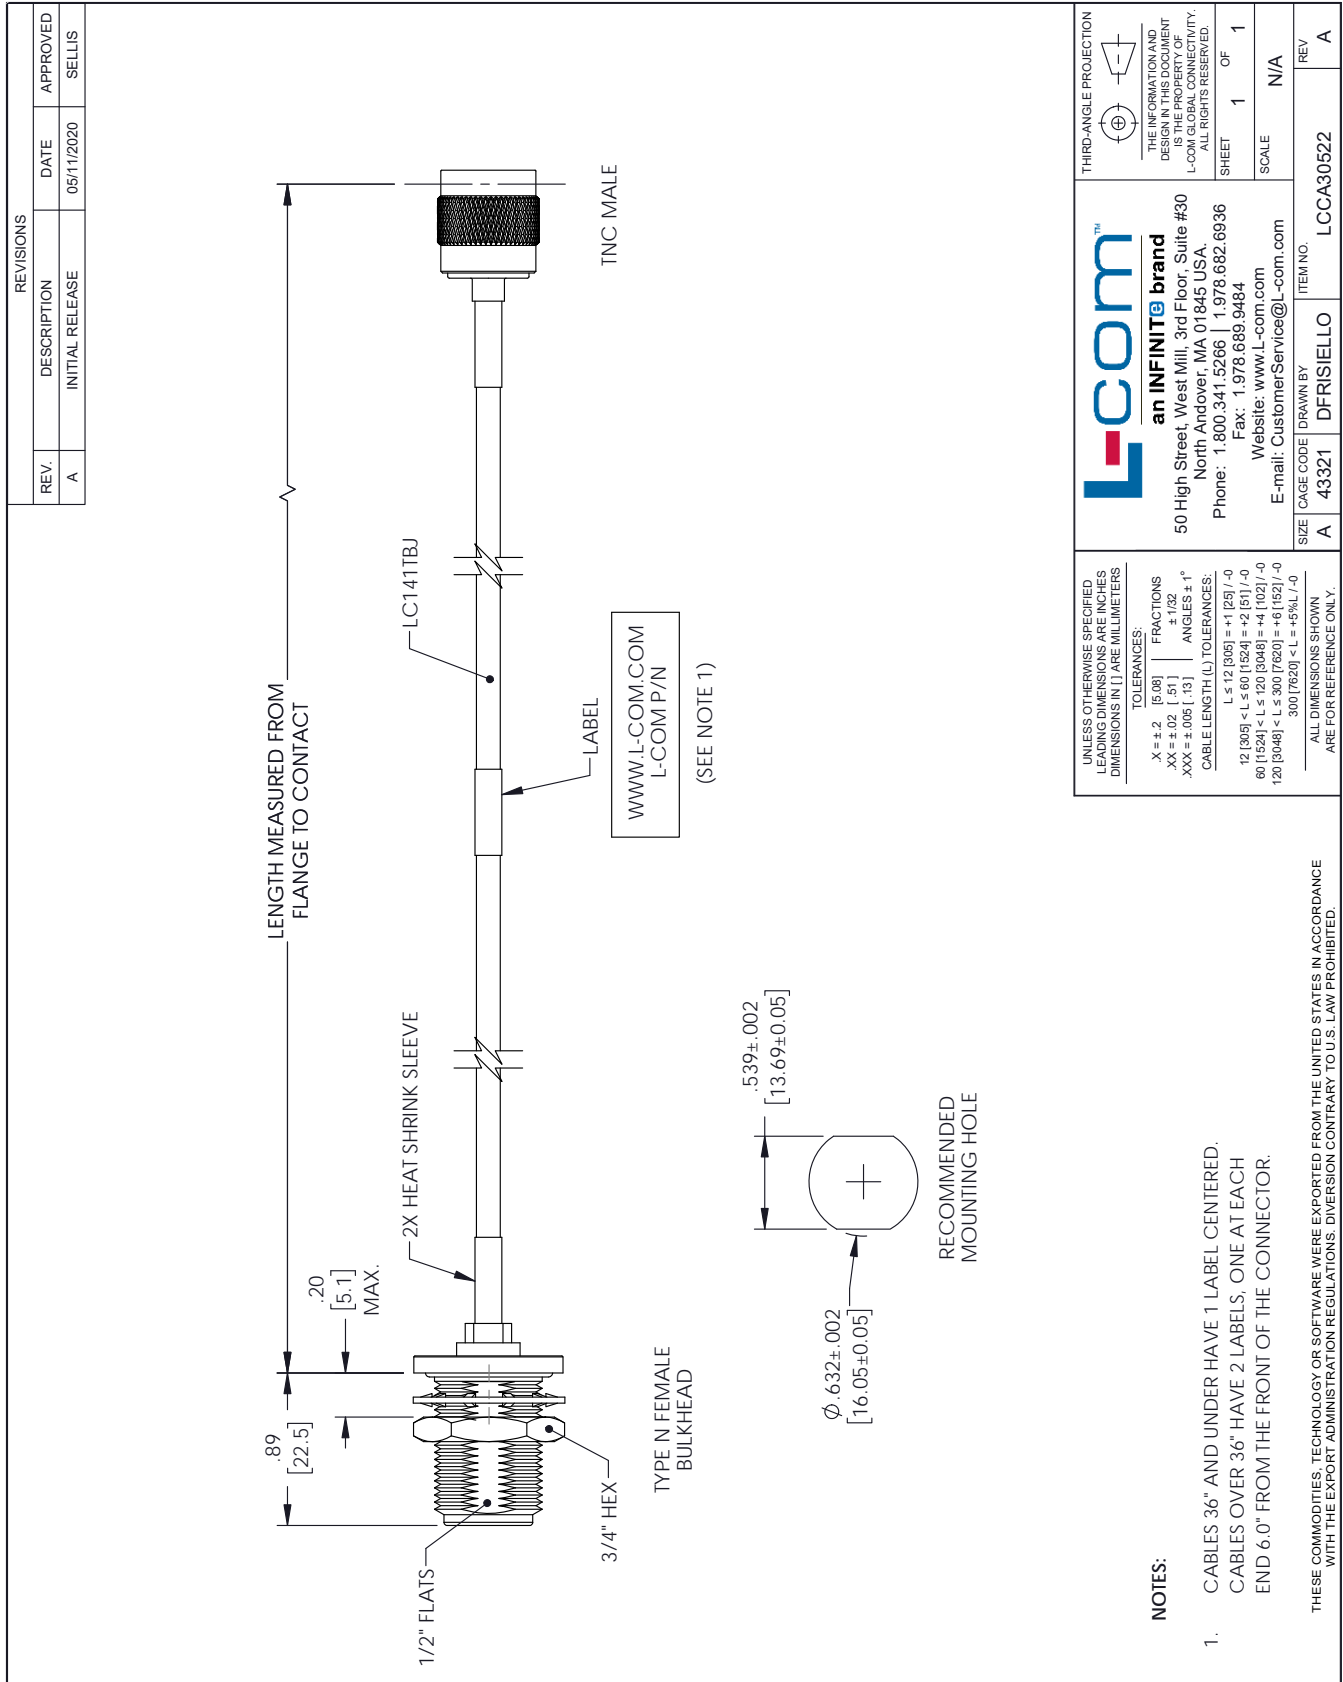 REVISIONS
REV. DESCRIPTION DATE APPROVED
A INITIAL RELEASE 05/11/2020 SELLIS
LENGTH MEASURED FROM
FLANGE TO CONTACT
.89
[22.5]
.20
[5.1]
MAX.
1/2" FLATS
2X HEAT SHRINK SLEEVE
LC141TBJ
3/4" HEX
TYPE N FEMALE
BULKHEAD
LABEL
WWW.L-COM.COM
L-COM P/N
(SEE NOTE 1)
TNC MALE
.539±.002
[13.69±0.05]
Ø.632±.002
[16.05±0.05]
RECOMMENDED
MOUNTING HOLE
NOTES:
1. CABLES 36" AND UNDER HAVE 1 LABEL CENTERED.
CABLES OVER 36" HAVE 2 LABELS, ONE AT EACH
END 6.0" FROM THE FRONT OF THE CONNECTOR.
THESE COMMODITIES, TECHNOLOGY OR SOFTWARE WERE EXPORTED FROM THE UNITED STATES IN ACCORDANCE
WITH THE EXPORT ADMINISTRATION REGULATIONS. DIVERSION CONTRARY TO U.S. LAW PROHIBITED.
UNLESS OTHERWISE SPECIFIED
LEADING DIMENSIONS ARE INCHES
DIMENSIONS IN [ ] ARE MILLIMETERS
TOLERANCES:
.X = ±.2 [5.08] FRACTIONS
.XX = ±.02 [.51] ± 1/32
.XXX = ±.005 [.13] ANGLES ± 1°
CABLE LENGTH (L) TOLERANCES:
L ≤ 12 [305] = +1 [25] / -0
12 [305] < L ≤ 60 [1524] = +2 [51] / -0
60 [1524] < L ≤ 120 [3048] = +4 [102] / -0
120 [3048] < L ≤ 300 [7620] = +6 [152] / -0
300 [7620] < L = +5%L / -0
ALL DIMENSIONS SHOWN
ARE FOR REFERENCE ONLY.
L-com™
an INFINITe brand
50 High Street, West Mill, 3rd Floor, Suite #30
North Andover, MA 01845 USA.
Phone: 1.800.341.5266 | 1.978.682.6936
Fax: 1.978.689.9484
Website: www.L-com.com
E-mail: CustomerService@L-com.com
THIRD-ANGLE PROJECTION
THE INFORMATION AND
DESIGN IN THIS DOCUMENT
IS THE PROPERTY OF
L-COM GLOBAL CONNECTIVITY.
ALL RIGHTS RESERVED.
SHEET 1 OF 1
SCALE N/A
SIZE CAGE CODE DRAWN BY ITEM NO. REV
A 43321 DFRISIELLO LCCA30522 A